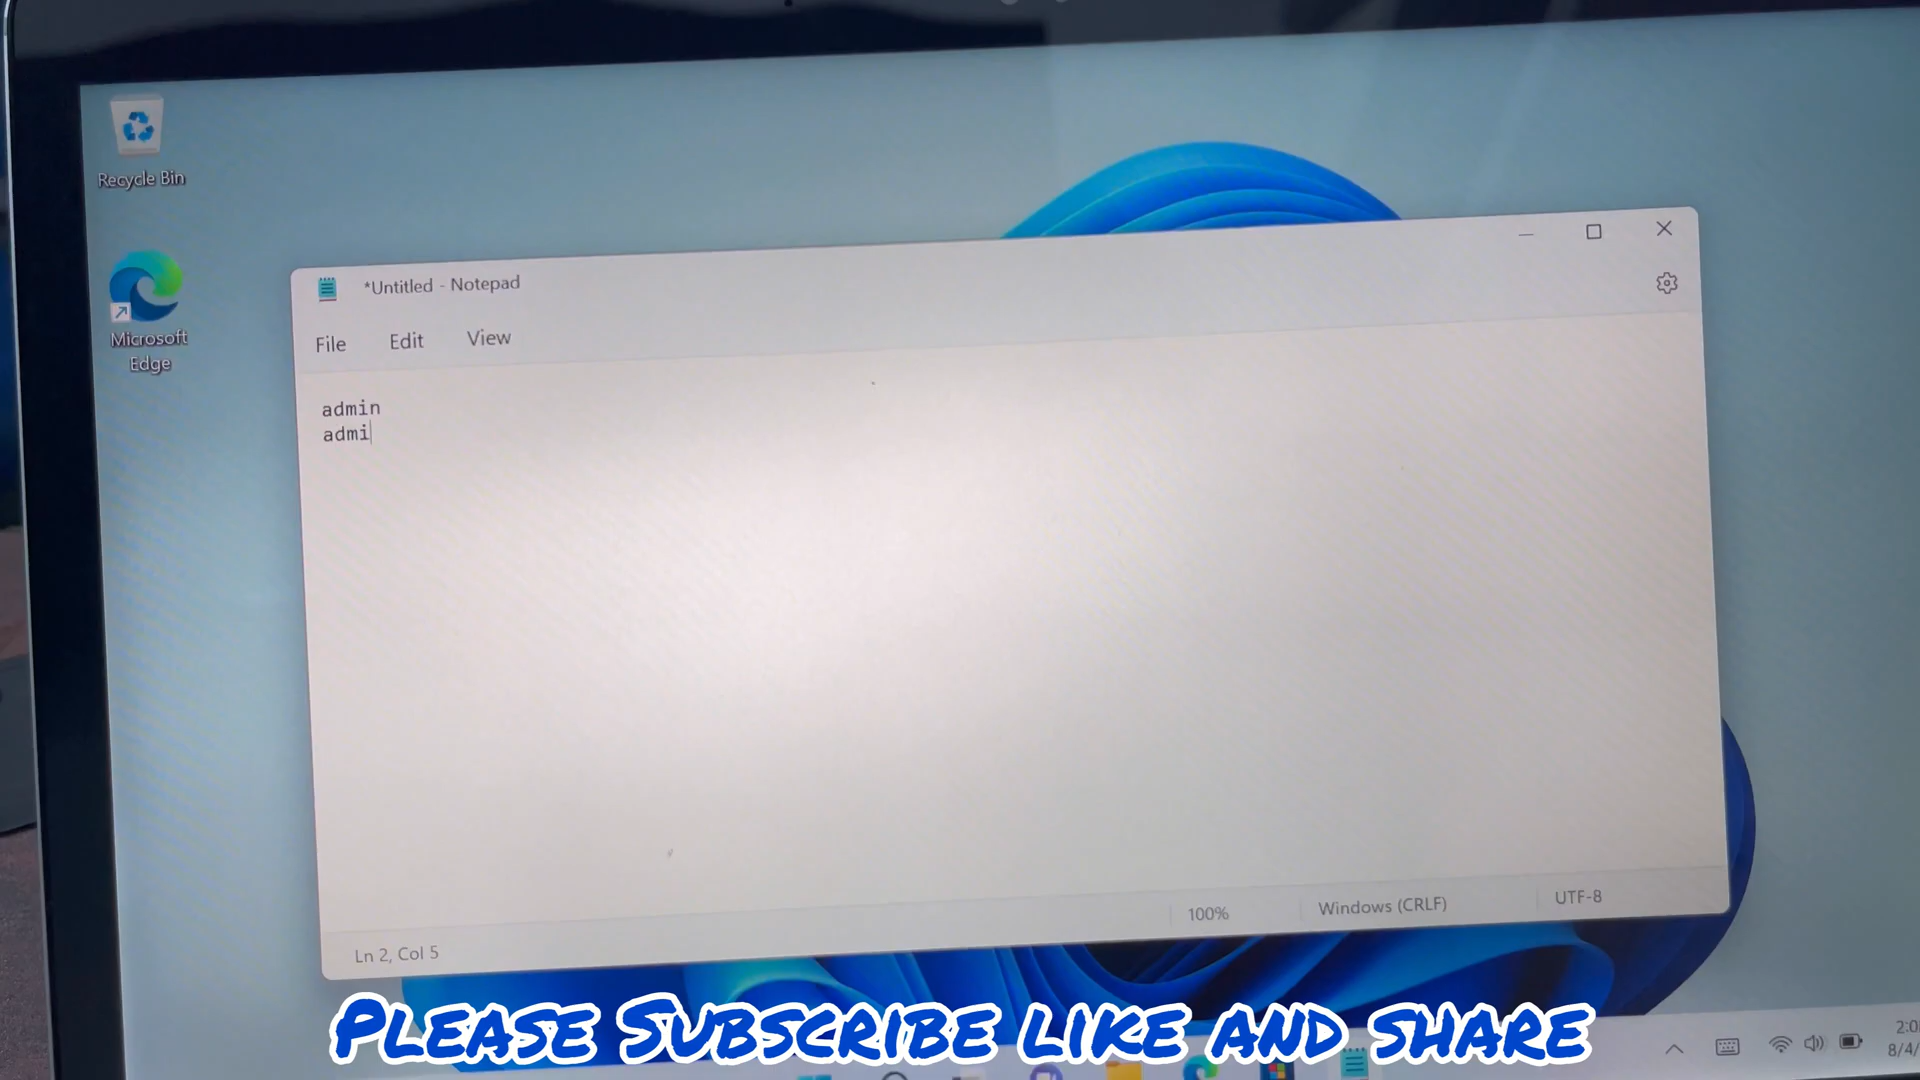 Recycle Bin
Microsoft
Edge
*Untitled - Notepad
File Edit View
admin
admi
Ln 2, Col 5
100%
Windows (CRLF)
UTF-8
PLEASE SUBSCRIBE LIKE AND SHARE